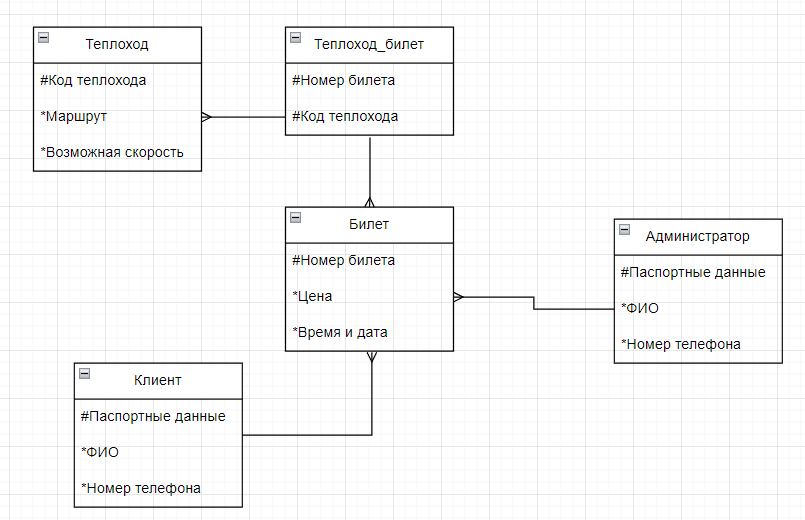 Теплоход
#Код теплохода
*Маршрут
*Возможная скорость
Теплоход_билет
#Номер билета
#Код теплохода
Билет
#Номер билета
*Цена
*Время и дата
Администратор
#Паспортные данные
*ФИО
*Номер телефона
Клиент
#Паспортные данные
*ФИО
*Номер телефона